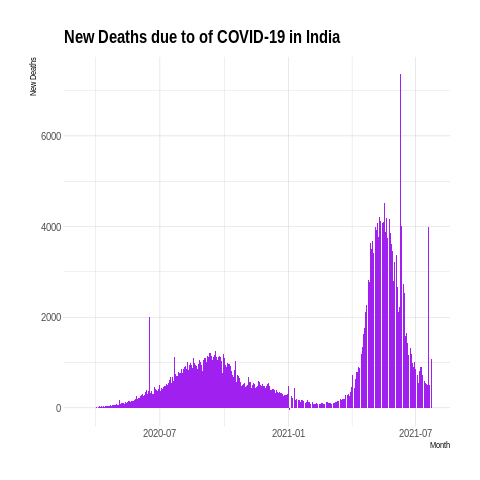 New Deaths due to of COVID-19 in India
New Deaths
6000
4000
2000
0
2020-07
2021-01
2021-07
Month